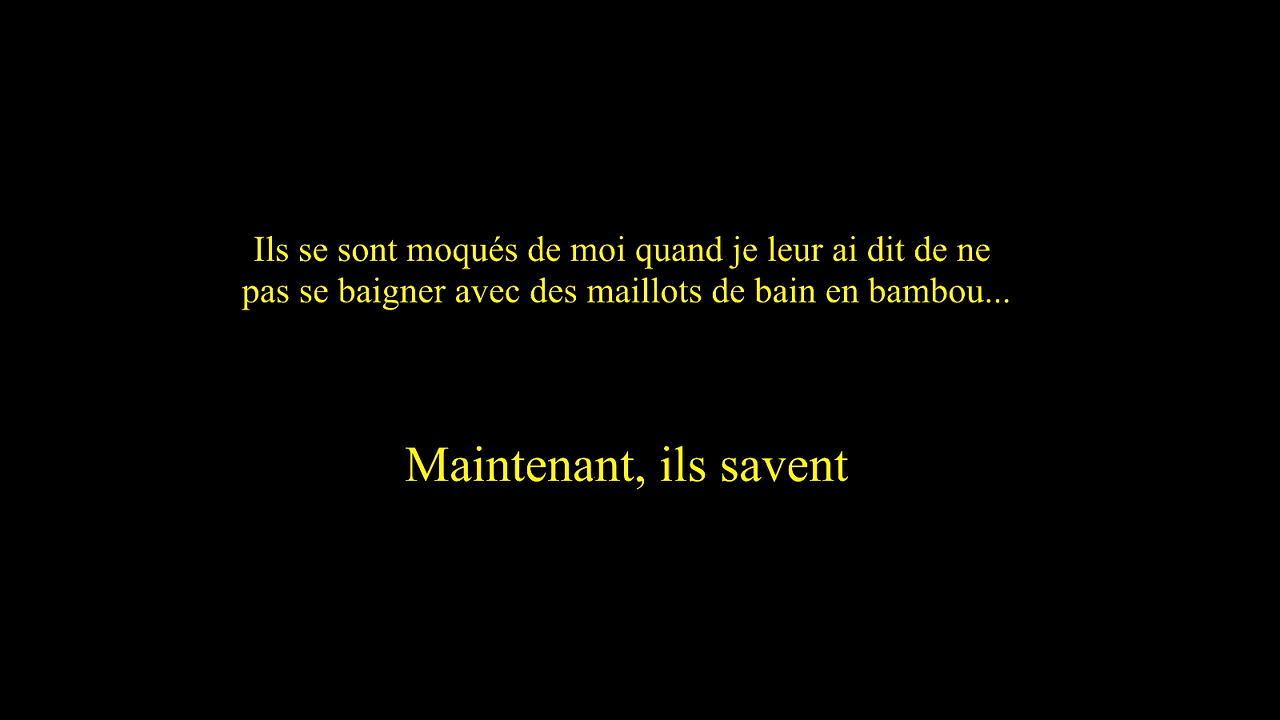 Ils se sont moqués de moi quand je leur ai dit de ne
pas se baigner avec des maillots de bain en bambou...
Maintenant, ils savent